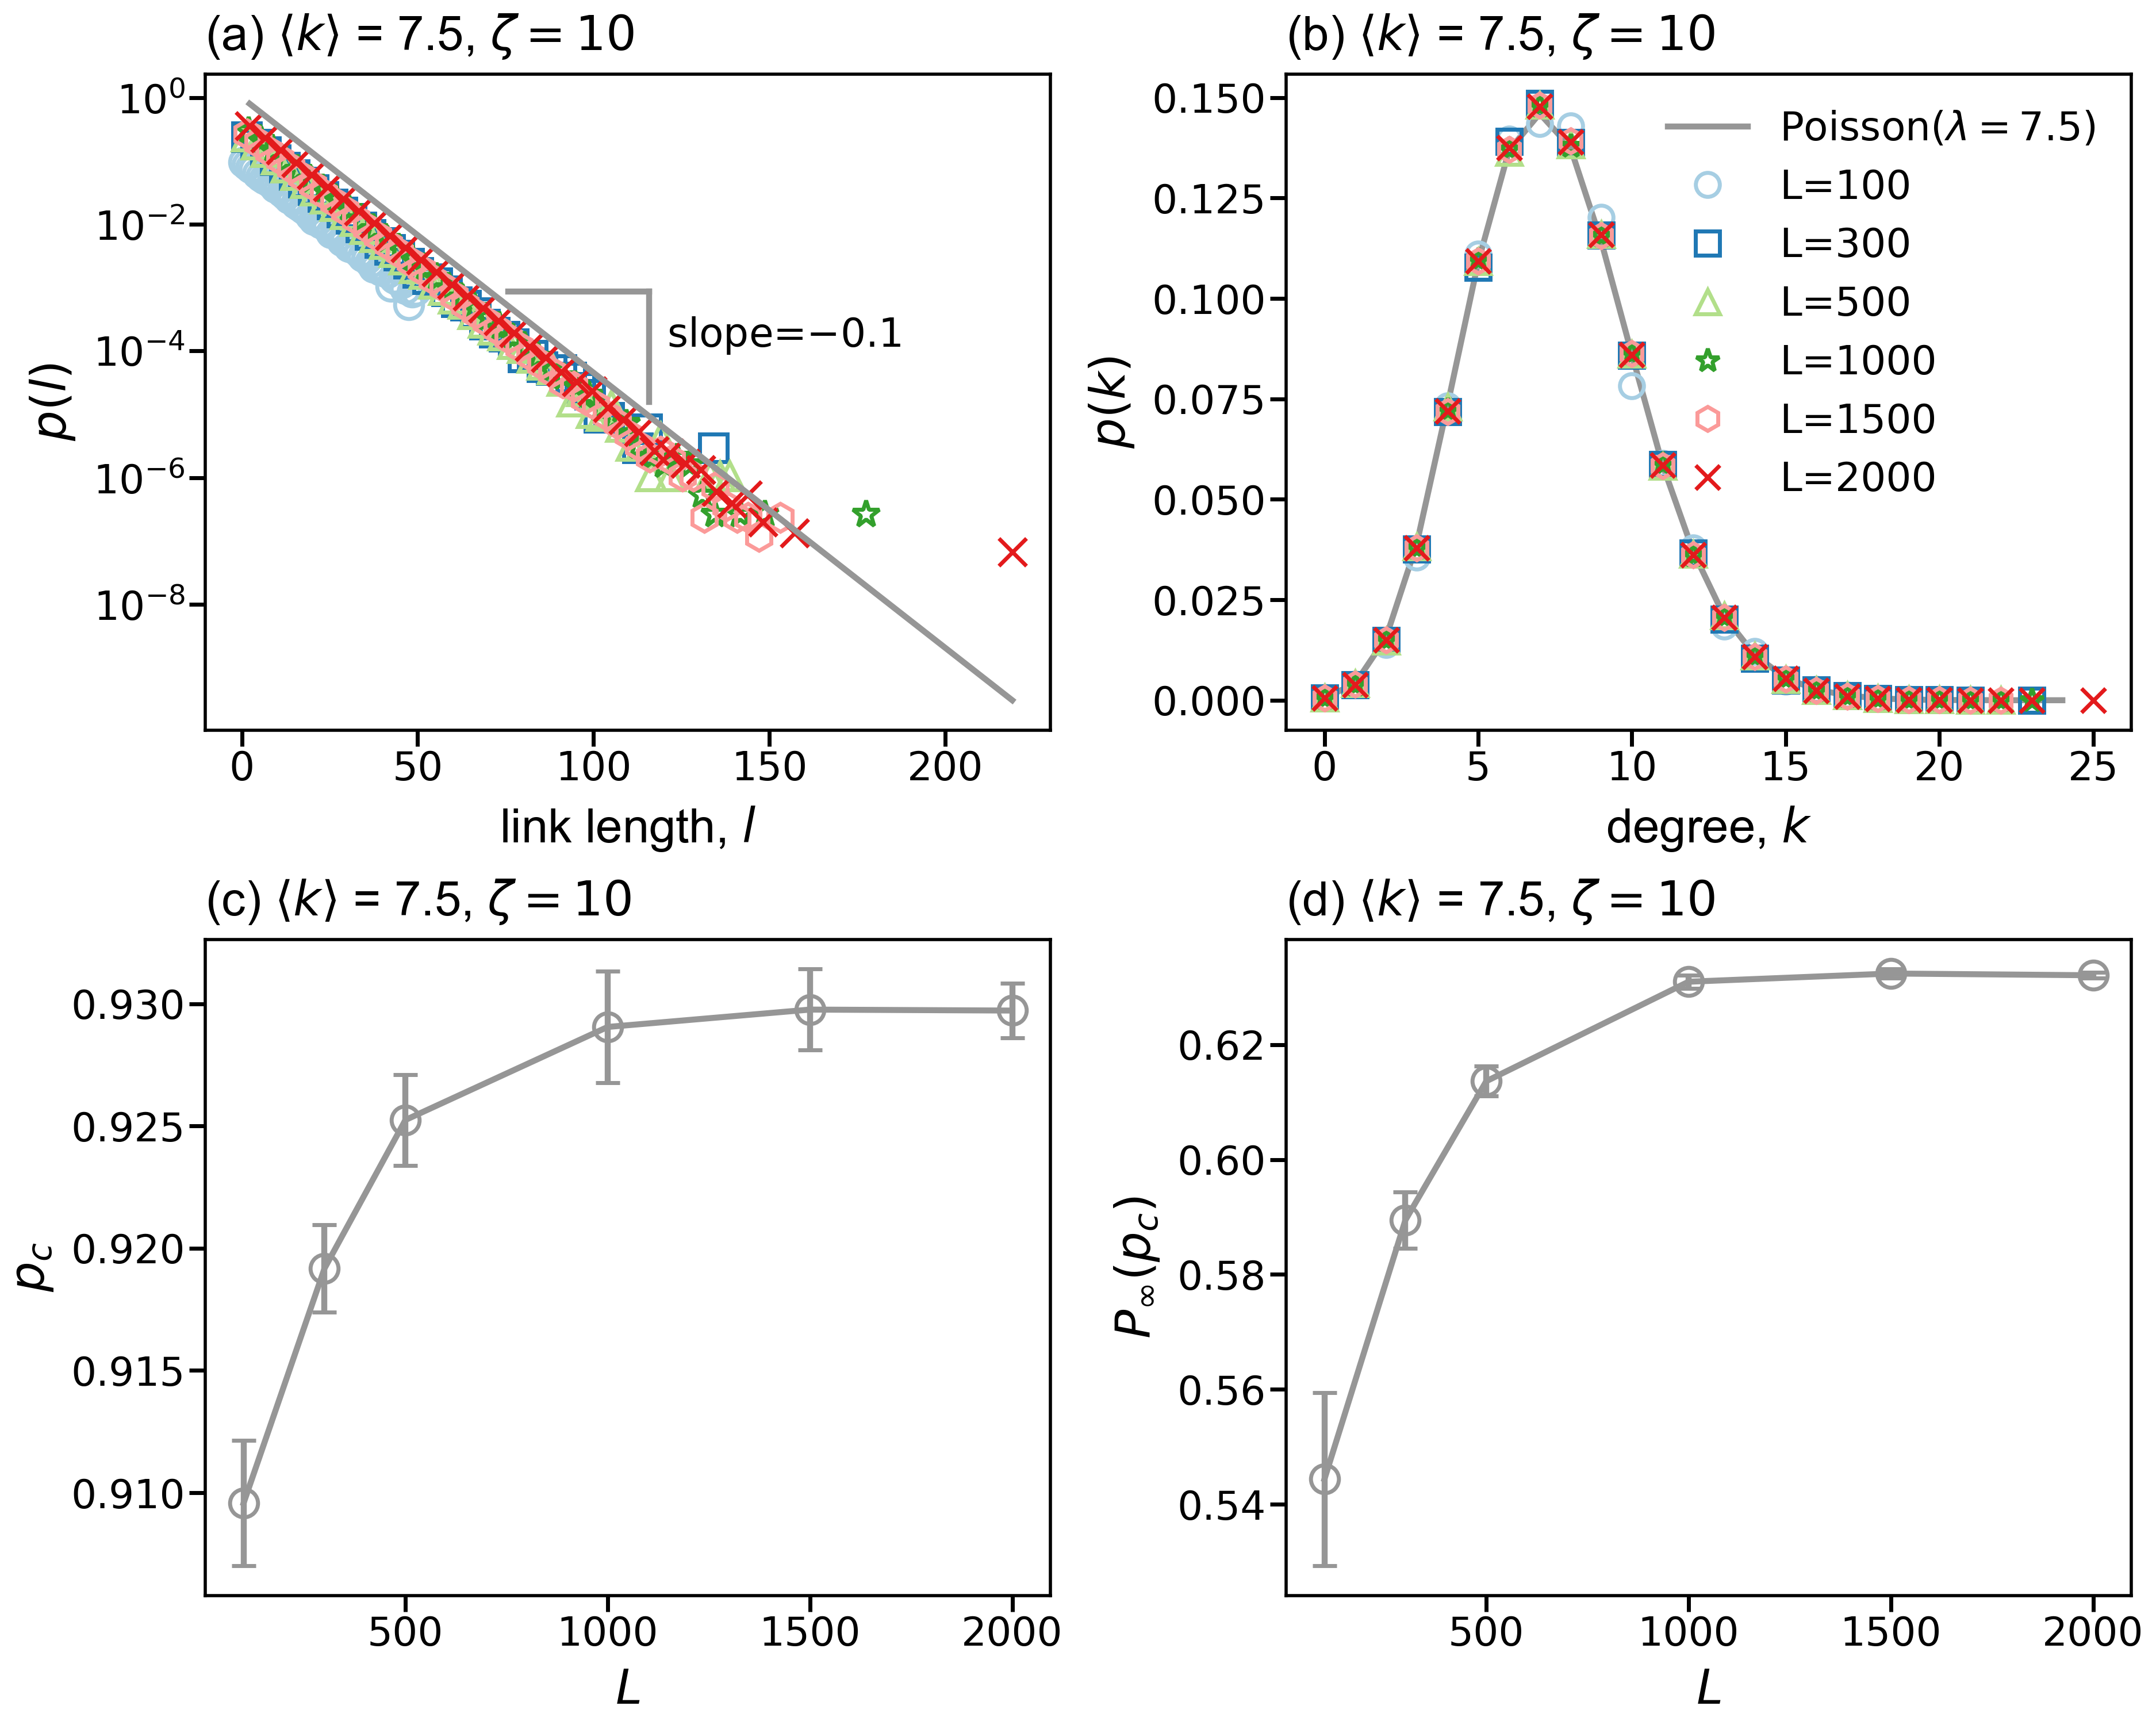 (a) ⟨k⟩ = 7.5, ζ = 10
10⁰
10⁻²
10⁻⁴
10⁻⁶
10⁻⁸
p(l)
slope=−0.1
0 50 100 150 200
link length, l
(b) ⟨k⟩ = 7.5, ζ = 10
0.150
0.125
0.100
0.075
0.050
0.025
0.000
p(k)
Poisson(λ = 7.5)
L=100
L=300
L=500
L=1000
L=1500
L=2000
0 5 10 15 20 25
degree, k
(c) ⟨k⟩ = 7.5, ζ = 10
0.930
0.925
0.920
0.915
0.910
p_c
500 1000 1500 2000
L
(d) ⟨k⟩ = 7.5, ζ = 10
0.62
0.60
0.58
0.56
0.54
P_∞(p_c)
500 1000 1500 2000
L